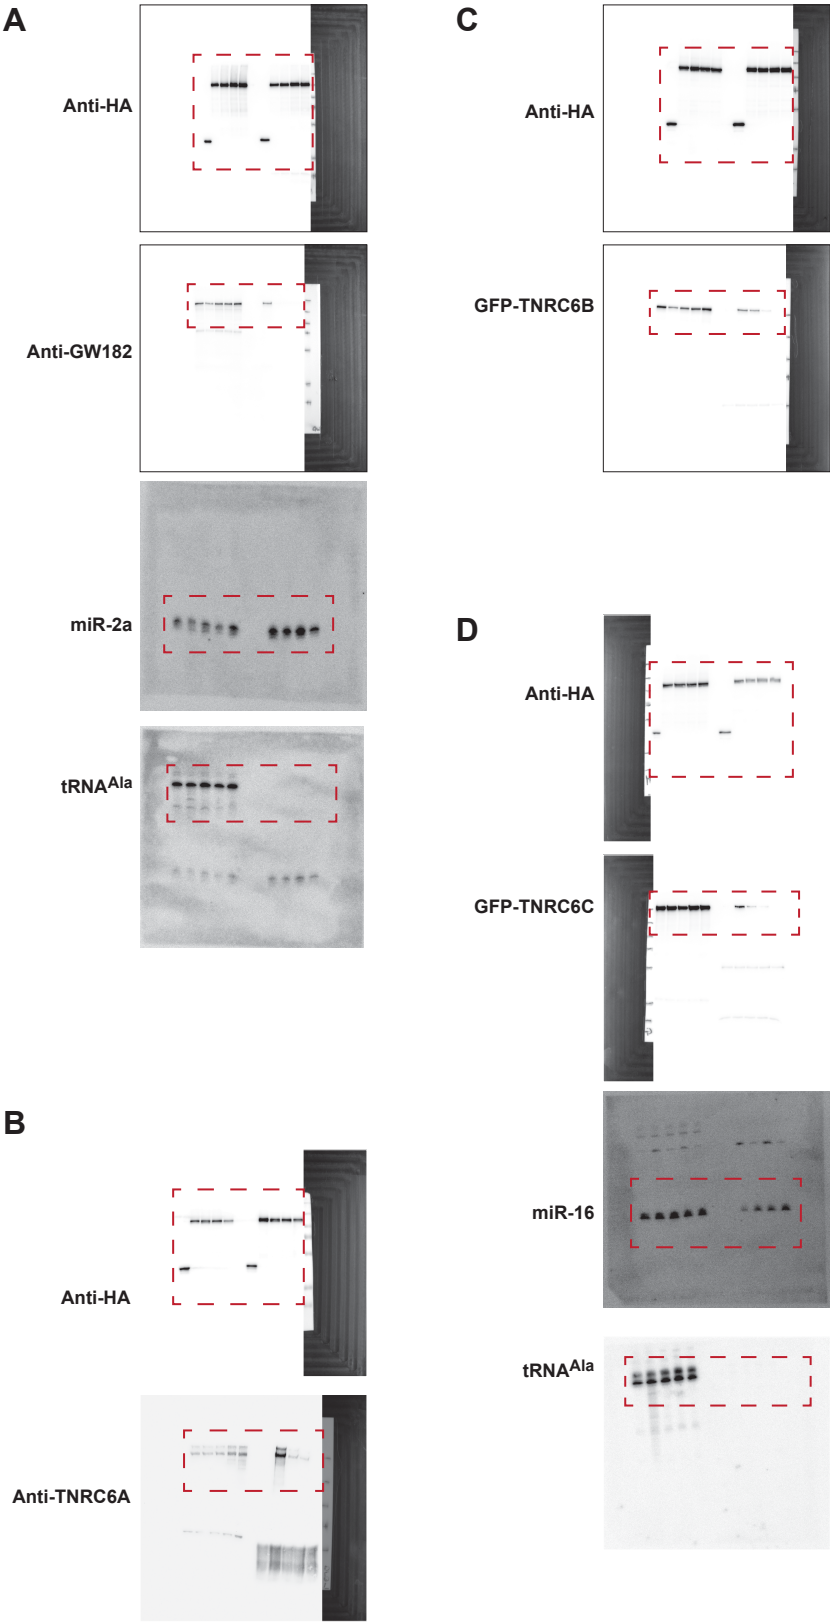 A
Anti-HA
Anti-GW182
miR-2a
tRNAAla
B
Anti-HA
Anti-TNRC6A
C
Anti-HA
GFP-TNRC6B
D
Anti-HA
GFP-TNRC6C
miR-16
tRNAAla